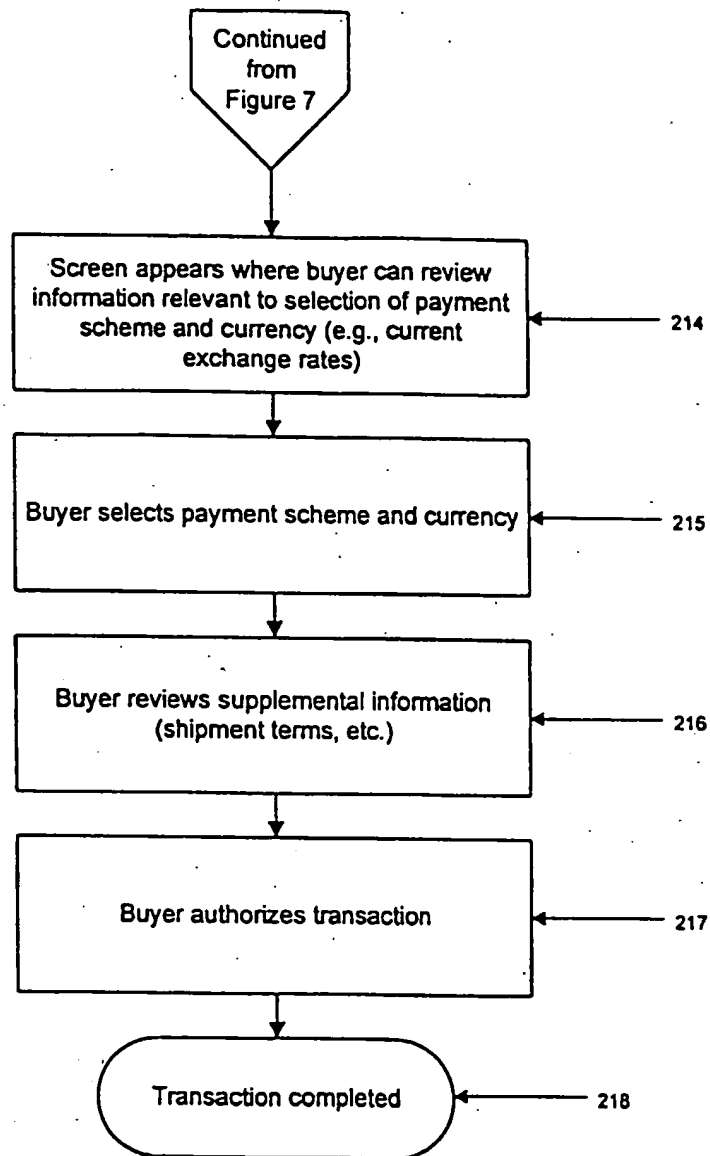 Continued
from
Figure 7
Screen appears where buyer can review
information relevant to selection of payment
scheme and currency (e.g., current
exchange rates)
214
Buyer selects payment scheme and currency
215
Buyer reviews supplemental information
(shipment terms, etc.)
216
Buyer authorizes transaction
217
Transaction completed
218